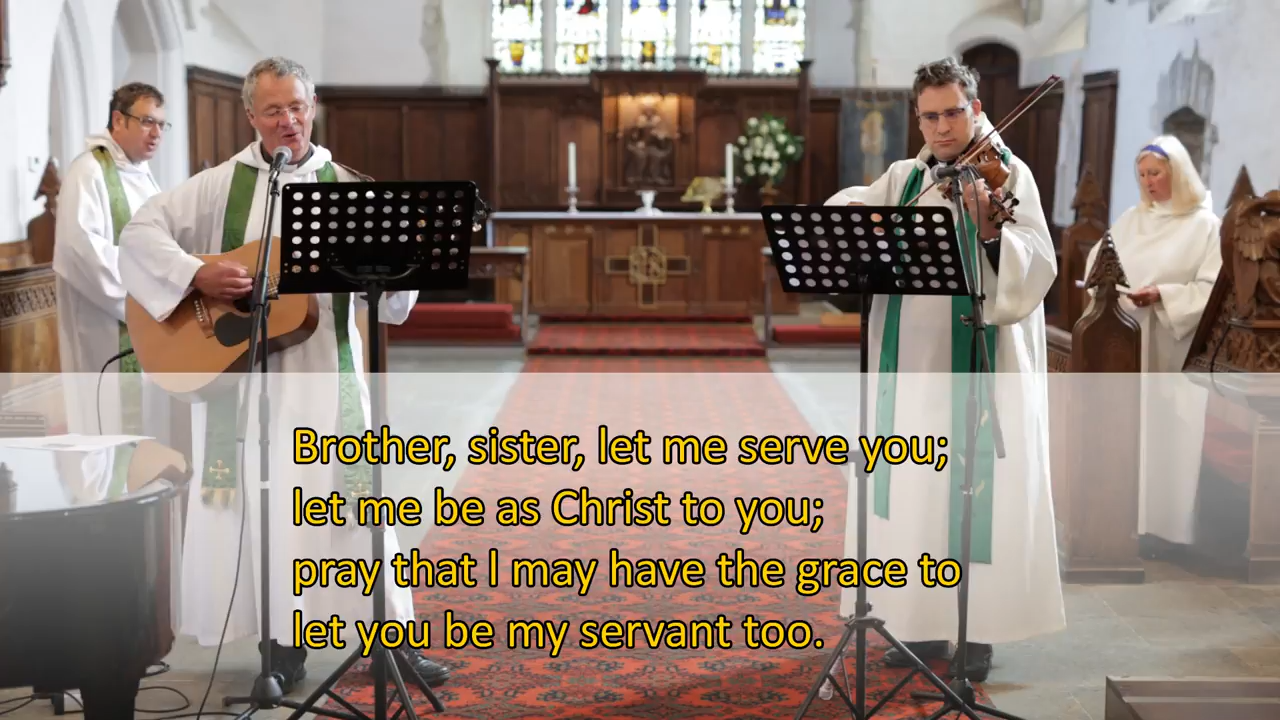 Brother, sister, let me serve you;
let me be as Christ to you;
pray that I may have the grace to
let you be my servant too.